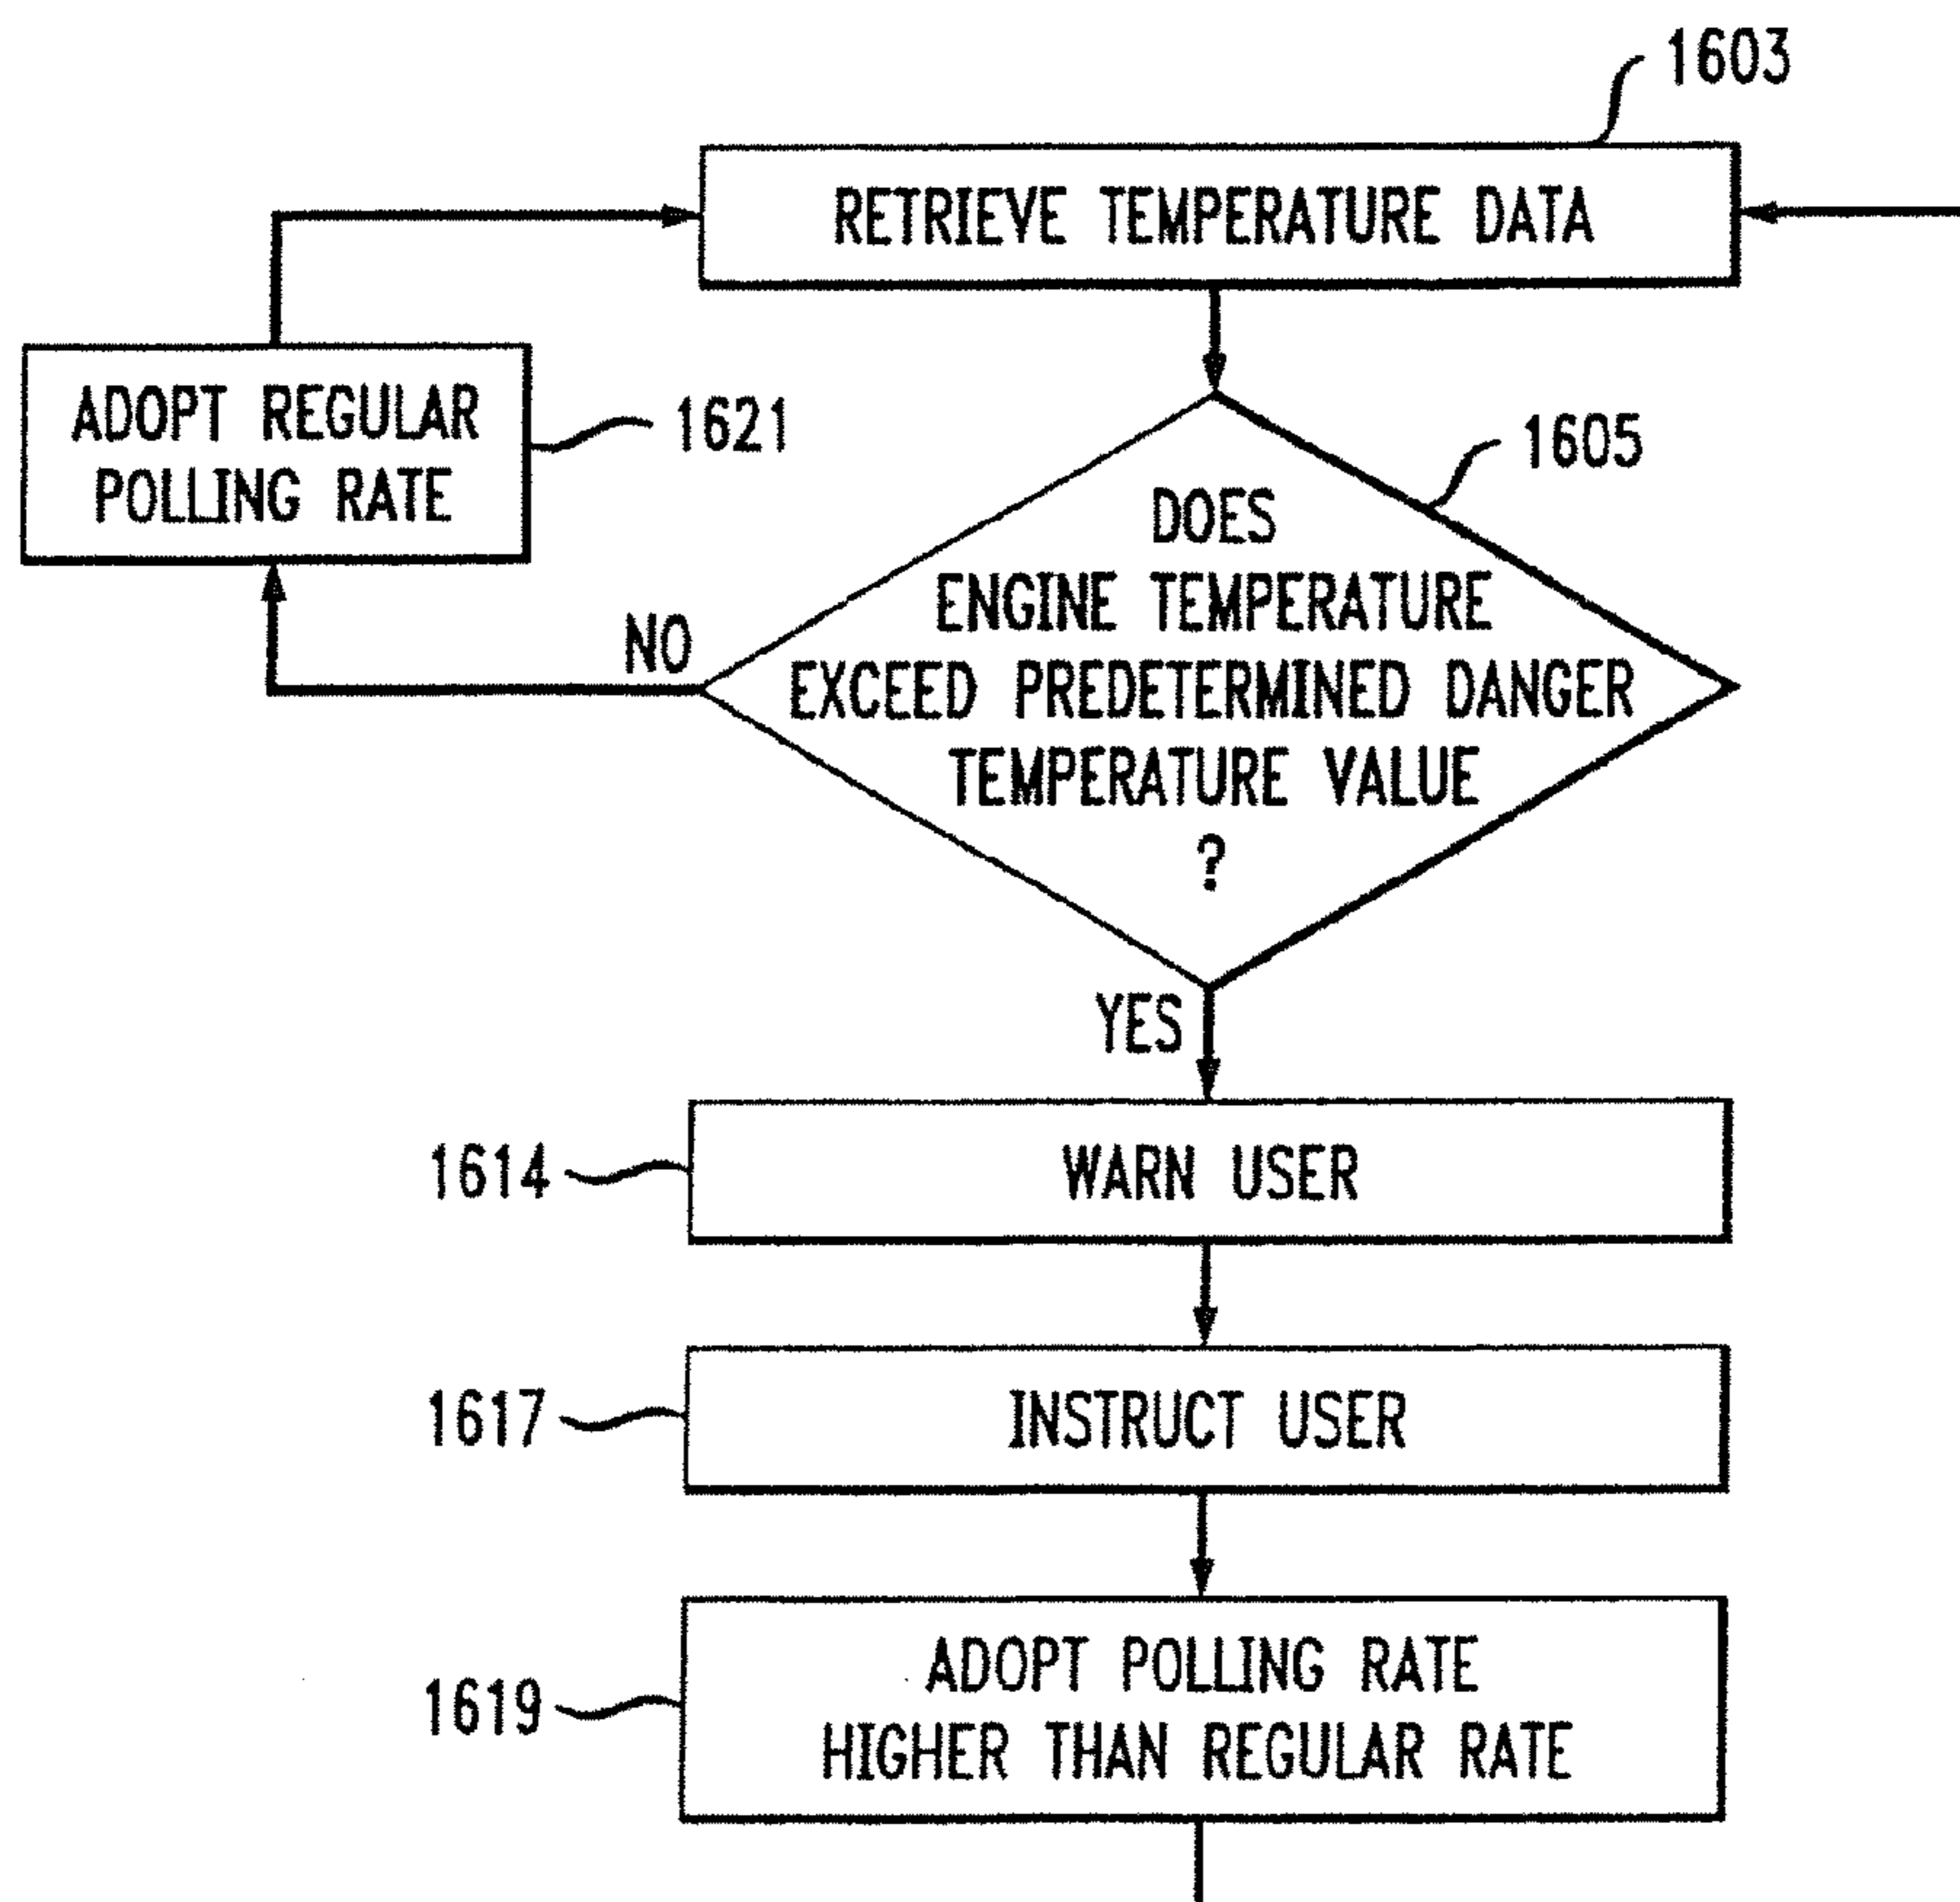 1603
RETRIEVE TEMPERATURE DATA
ADOPT REGULAR
POLLING RATE
1621
1605
DOES
ENGINE TEMPERATURE
EXCEED PREDETERMINED DANGER
TEMPERATURE VALUE
?
NO
YES
1614
WARN USER
1617
INSTRUCT USER
1619
ADOPT POLLING RATE
HIGHER THAN REGULAR RATE